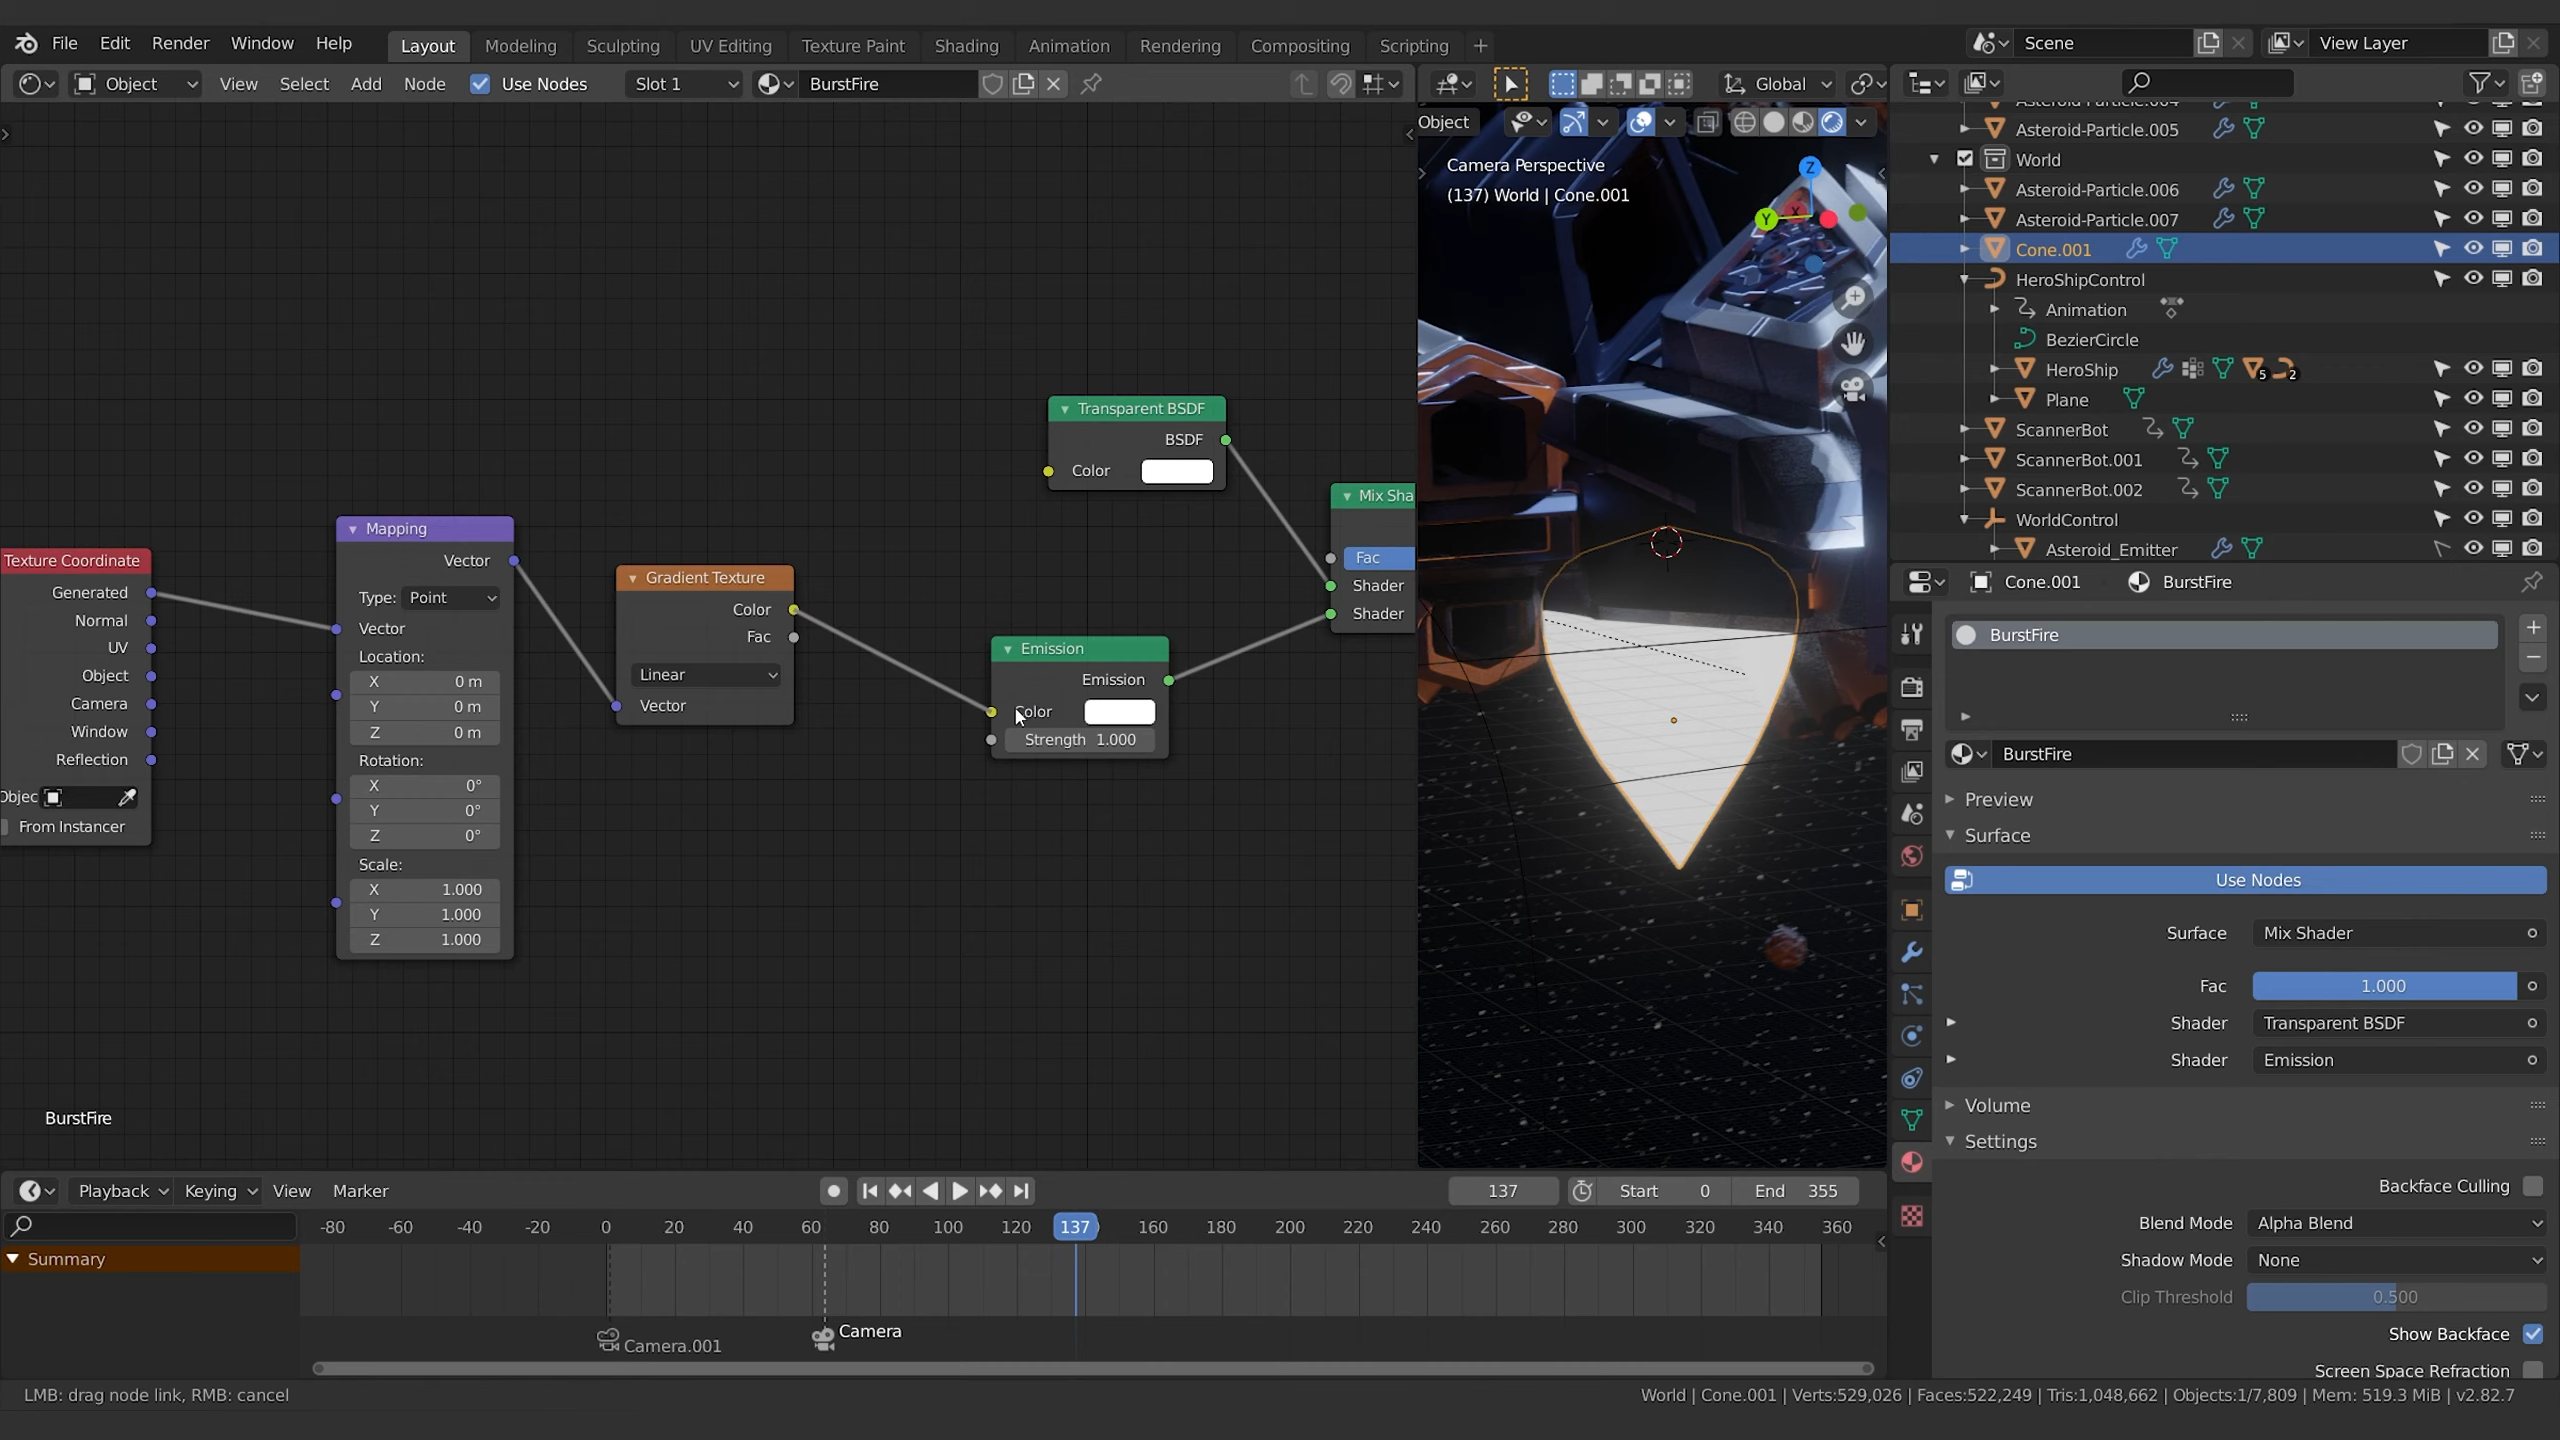 File Edit Render Window Help Layout Modeling Sculpting UV Editing Texture Paint Shading Animation Rendering Compositing Scripting + Scene View Layer
Object View Select Add Node Use Nodes Slot 1 BurstFire Global
Object
Camera Perspective
(137) World | Cone.001
Z
Y
X
Texture Coordinate
Generated
Normal
UV
Object
Camera
Window
Reflection
Objec
From Instancer
Mapping
Vector
Type: Point
Vector
Location:
X 0 m
Y 0 m
Z 0 m
Rotation:
X 0°
Y 0°
Z 0°
Scale:
X 1.000
Y 1.000
Z 1.000
Gradient Texture
Color
Fac
Linear
Vector
Transparent BSDF
BSDF
Color
Emission
Emission
Color
Strength 1.000
Mix Sha
Fac
Shader
Shader
BurstFire
Asteroid-Particle.004
Asteroid-Particle.005
World
Asteroid-Particle.006
Asteroid-Particle.007
Cone.001
HeroShipControl
Animation
BezierCircle
HeroShip 5 2
Plane
ScannerBot
ScannerBot.001
ScannerBot.002
WorldControl
Asteroid_Emitter
Cone.001 BurstFire
BurstFire
BurstFire
Preview
Surface
Use Nodes
Surface Mix Shader
Fac 1.000
Shader Transparent BSDF
Shader Emission
Volume
Settings
Backface Culling
Blend Mode Alpha Blend
Shadow Mode None
Clip Threshold 0.500
Show Backface
Screen Space Refraction
Playback Keying View Marker 137 Start 0 End 355
-80 -60 -40 -20 0 20 40 60 80 100 120 137 160 180 200 220 240 260 280 300 320 340 360
Summary
Camera.001 Camera
LMB: drag node link, RMB: cancel
World | Cone.001 | Verts:529,026 | Faces:522,249 | Tris:1,048,662 | Objects:1/7,809 | Mem: 519.3 MiB | v2.82.7